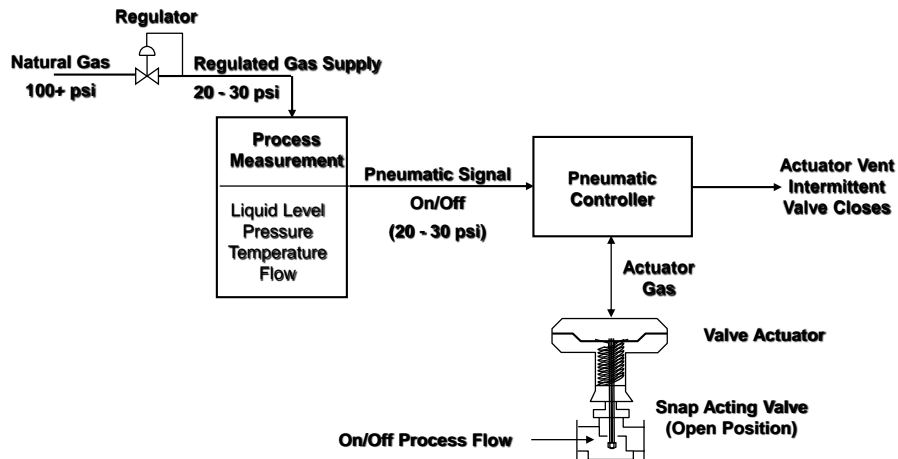 Regulator
Natural Gas
100+ psi
Regulated Gas Supply
20 - 30 psi
Process
Measurement
Liquid Level
Pressure
Temperature
Flow
Pneumatic Signal
On/Off
(20 - 30 psi)
Pneumatic
Controller
Actuator Vent
Intermittent
Valve Closes
Actuator
Gas
Valve Actuator
Snap Acting Valve
(Open Position)
On/Off Process Flow